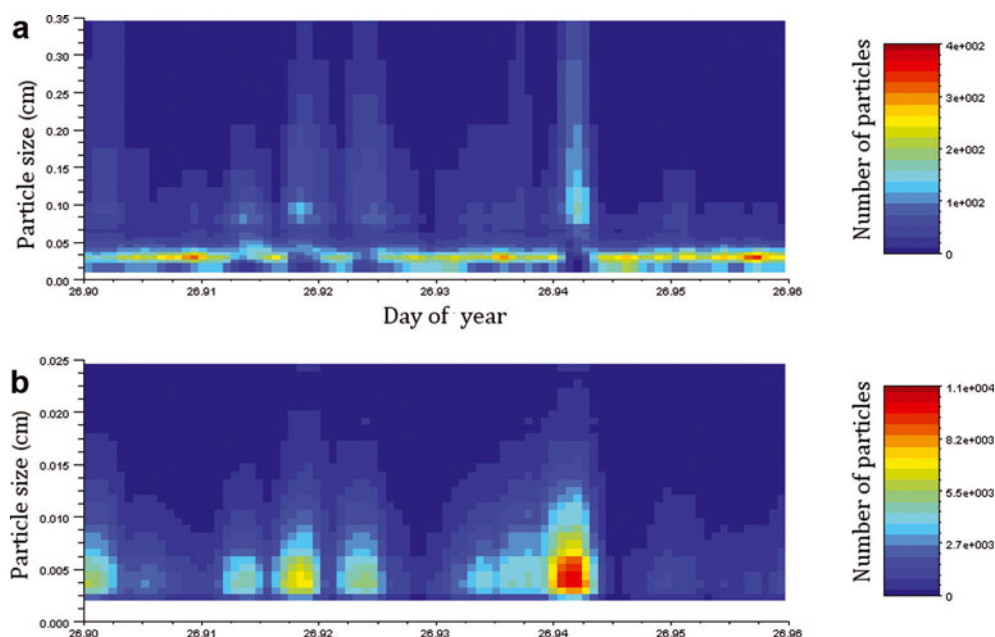 a
Particle size (cm)
0.35
0.30
0.25
0.20
0.15
0.10
0.05
0.00
26.90 26.91 26.92 26.93 26.94 26.95 26.96
Day of year
Number of particles
4e+002
3e+002
2e+002
1e+002
0
b
Particle size (cm)
0.025
0.020
0.015
0.010
0.005
0.000
26.90 26.91 26.92 26.93 26.94 26.95 26.96
Number of particles
1.1e+004
8.2e+003
5.5e+003
2.7e+003
0